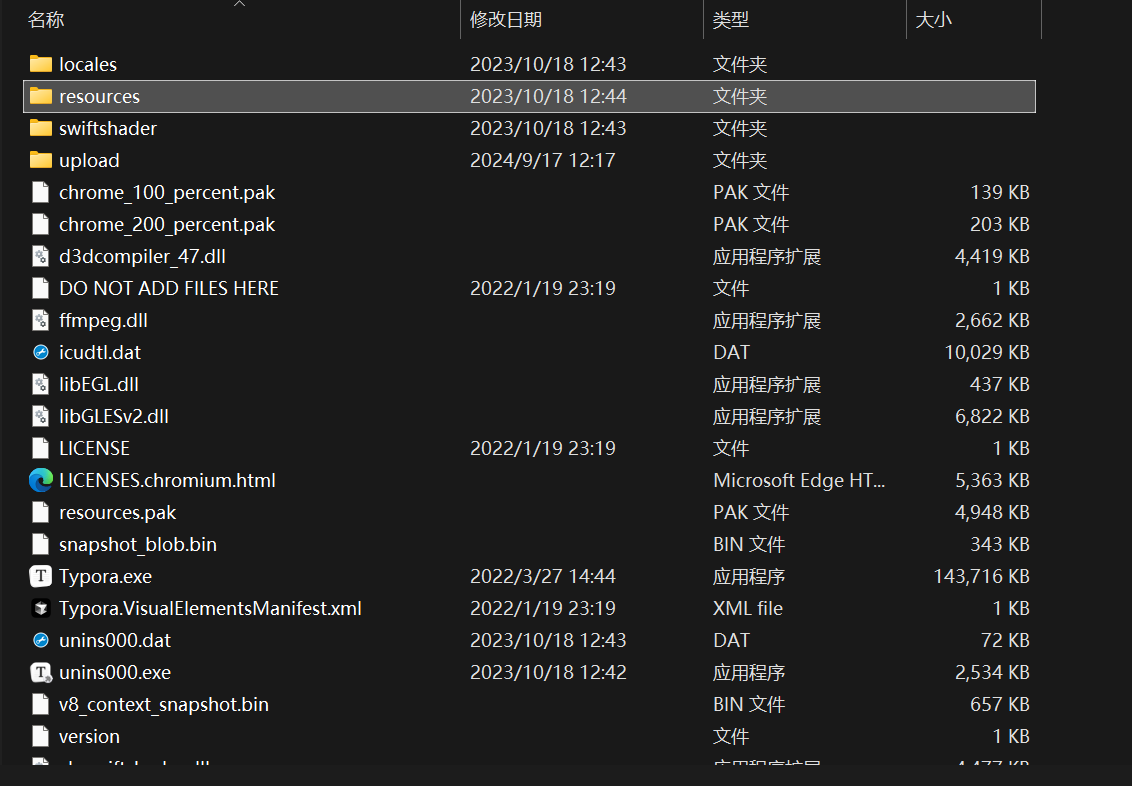 名称 修改日期 类型 大小
locales 2023/10/18 12:43 文件夹
resources 2023/10/18 12:44 文件夹
swiftshader 2023/10/18 12:43 文件夹
upload 2024/9/17 12:17 文件夹
chrome_100_percent.pak PAK 文件 139 KB
chrome_200_percent.pak PAK 文件 203 KB
d3dcompiler_47.dll 应用程序扩展 4,419 KB
DO NOT ADD FILES HERE 2022/1/19 23:19 文件 1 KB
ffmpeg.dll 应用程序扩展 2,662 KB
icudtl.dat DAT 10,029 KB
libEGL.dll 应用程序扩展 437 KB
libGLESv2.dll 应用程序扩展 6,822 KB
LICENSE 2022/1/19 23:19 文件 1 KB
LICENSES.chromium.html Microsoft Edge HT... 5,363 KB
resources.pak PAK 文件 4,948 KB
snapshot_blob.bin BIN 文件 343 KB
Typora.exe 2022/3/27 14:44 应用程序 143,716 KB
Typora.VisualElementsManifest.xml 2022/1/19 23:19 XML file 1 KB
unins000.dat 2023/10/18 12:43 DAT 72 KB
unins000.exe 2023/10/18 12:42 应用程序 2,534 KB
v8_context_snapshot.bin BIN 文件 657 KB
version 文件 1 KB